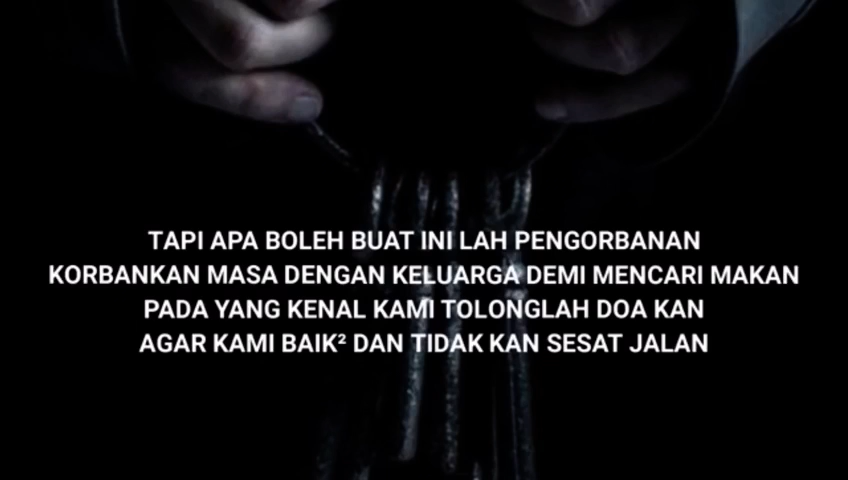 TAPI APA BOLEH BUAT INI LAH PENGORBANAN
KORBANKAN MASA DENGAN KELUARGA DEMI MENCARI MAKAN
PADA YANG KENAL KAMI TOLONGLAH DOA KAN
AGAR KAMI BAIK² DAN TIDAK KAN SESAT JALAN